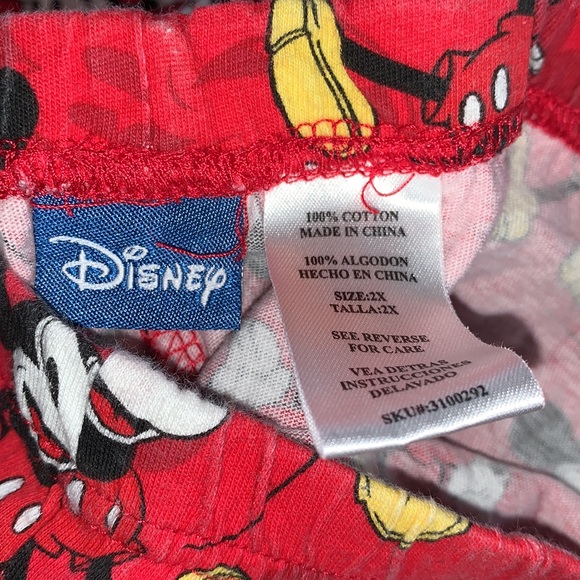 DISNEY
100% COTTON
MADE IN CHINA
100% ALGODON
HECHO EN CHINA
SIZE:2X
TALLA:2X
SEE REVERSE
FOR CARE
VEA DETRAS
INSTRUCCIONES
DELAVADO
SKU#:3100292